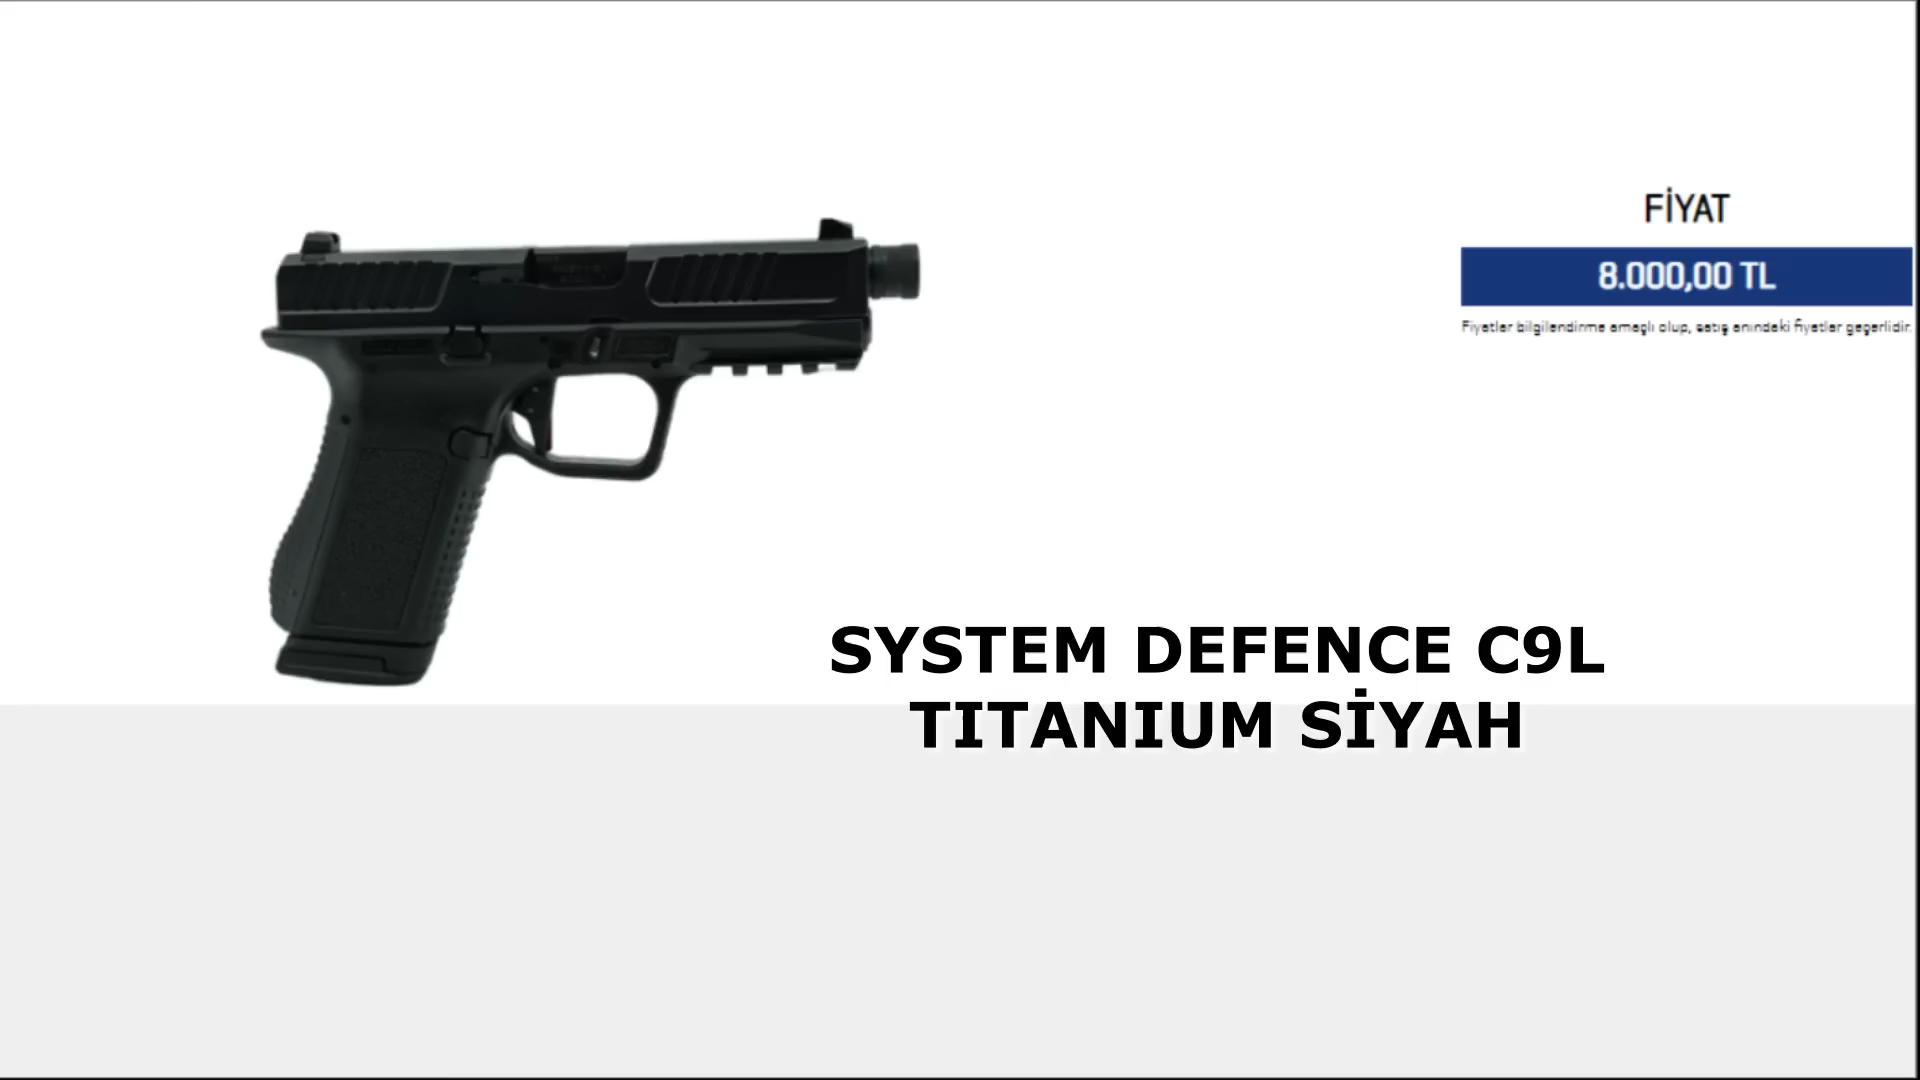 FİYAT
8.000,00 TL
Fiyatlar bilgilendirme amaçlı olup, satış anındaki fiyatlar geçerlidir.
SYSTEM DEFENCE C9L
TITANIUM SİYAH